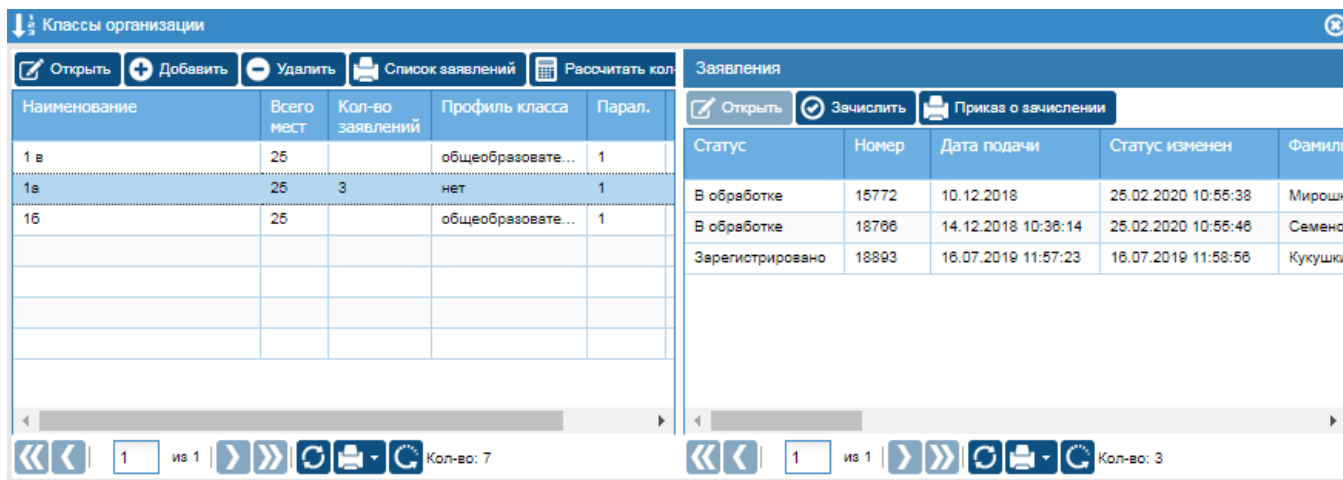 Классы организации
Открыть Добавить Удалить Список заявлений Рассчитать кол-
Наименование Всего мест Кол-во заявлений Профиль класса Парал.
1 в 25 общеобразовате... 1
1а 25 3 нет 1
1б 25 общеобразовате... 1
1 из 1 Кол-во: 7
Заявления
Открыть Зачислить Приказ о зачислении
Статус Номер Дата подачи Статус изменен Фамили
В обработке 15772 10.12.2018 25.02.2020 10:55:38 Мирошк
В обработке 18766 14.12.2018 10:36:14 25.02.2020 10:55:46 Семено
Зарегистрировано 18893 16.07.2019 11:57:23 16.07.2019 11:58:56 Кукушки
1 из 1 Кол-во: 3